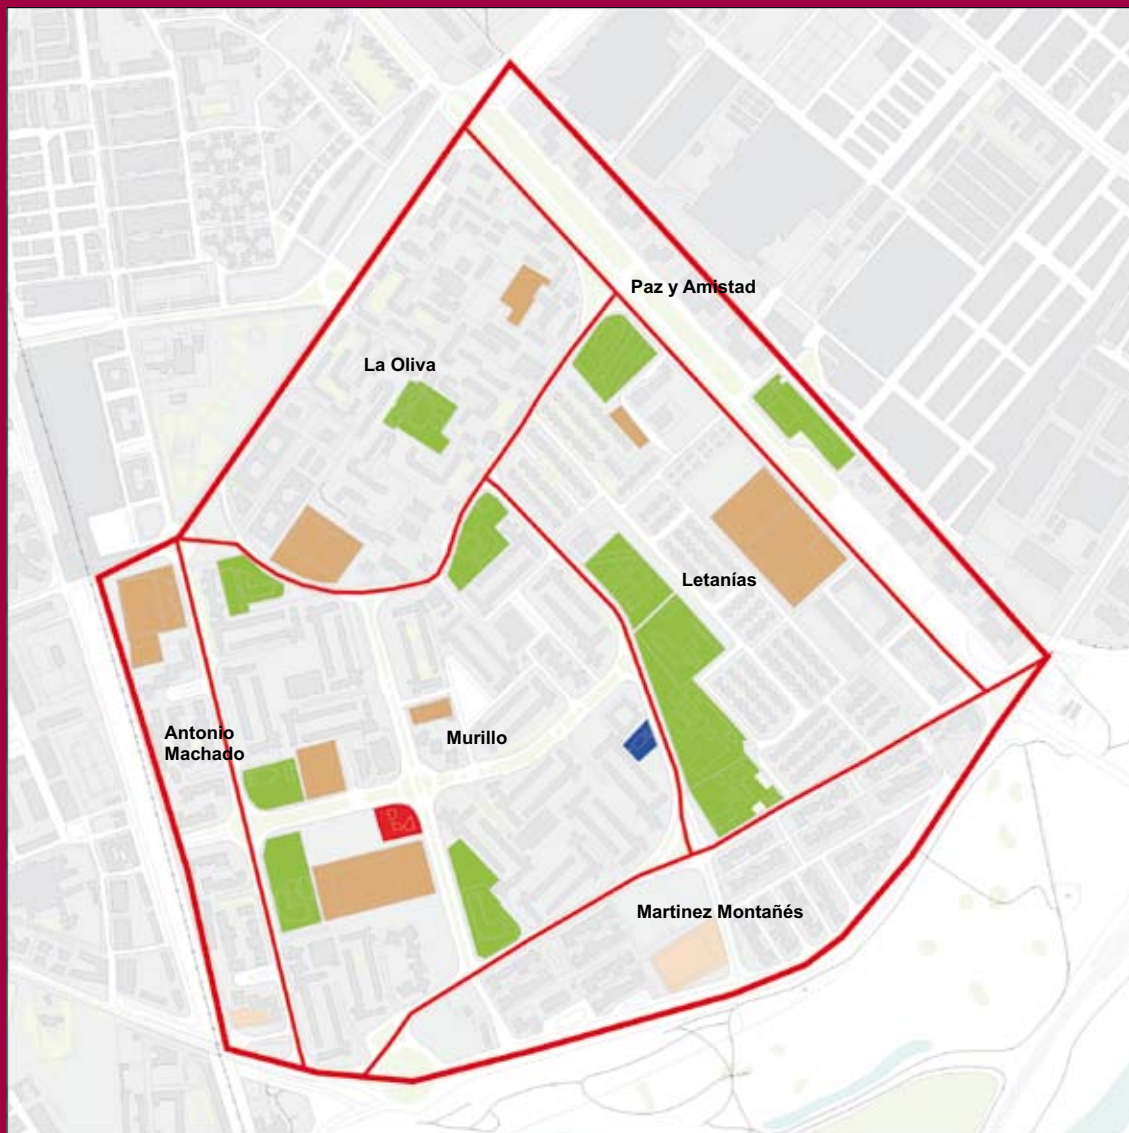 Paz y Amistad
La Oliva
Letanías
Antonio
Machado
Murillo
Martinez Montañés